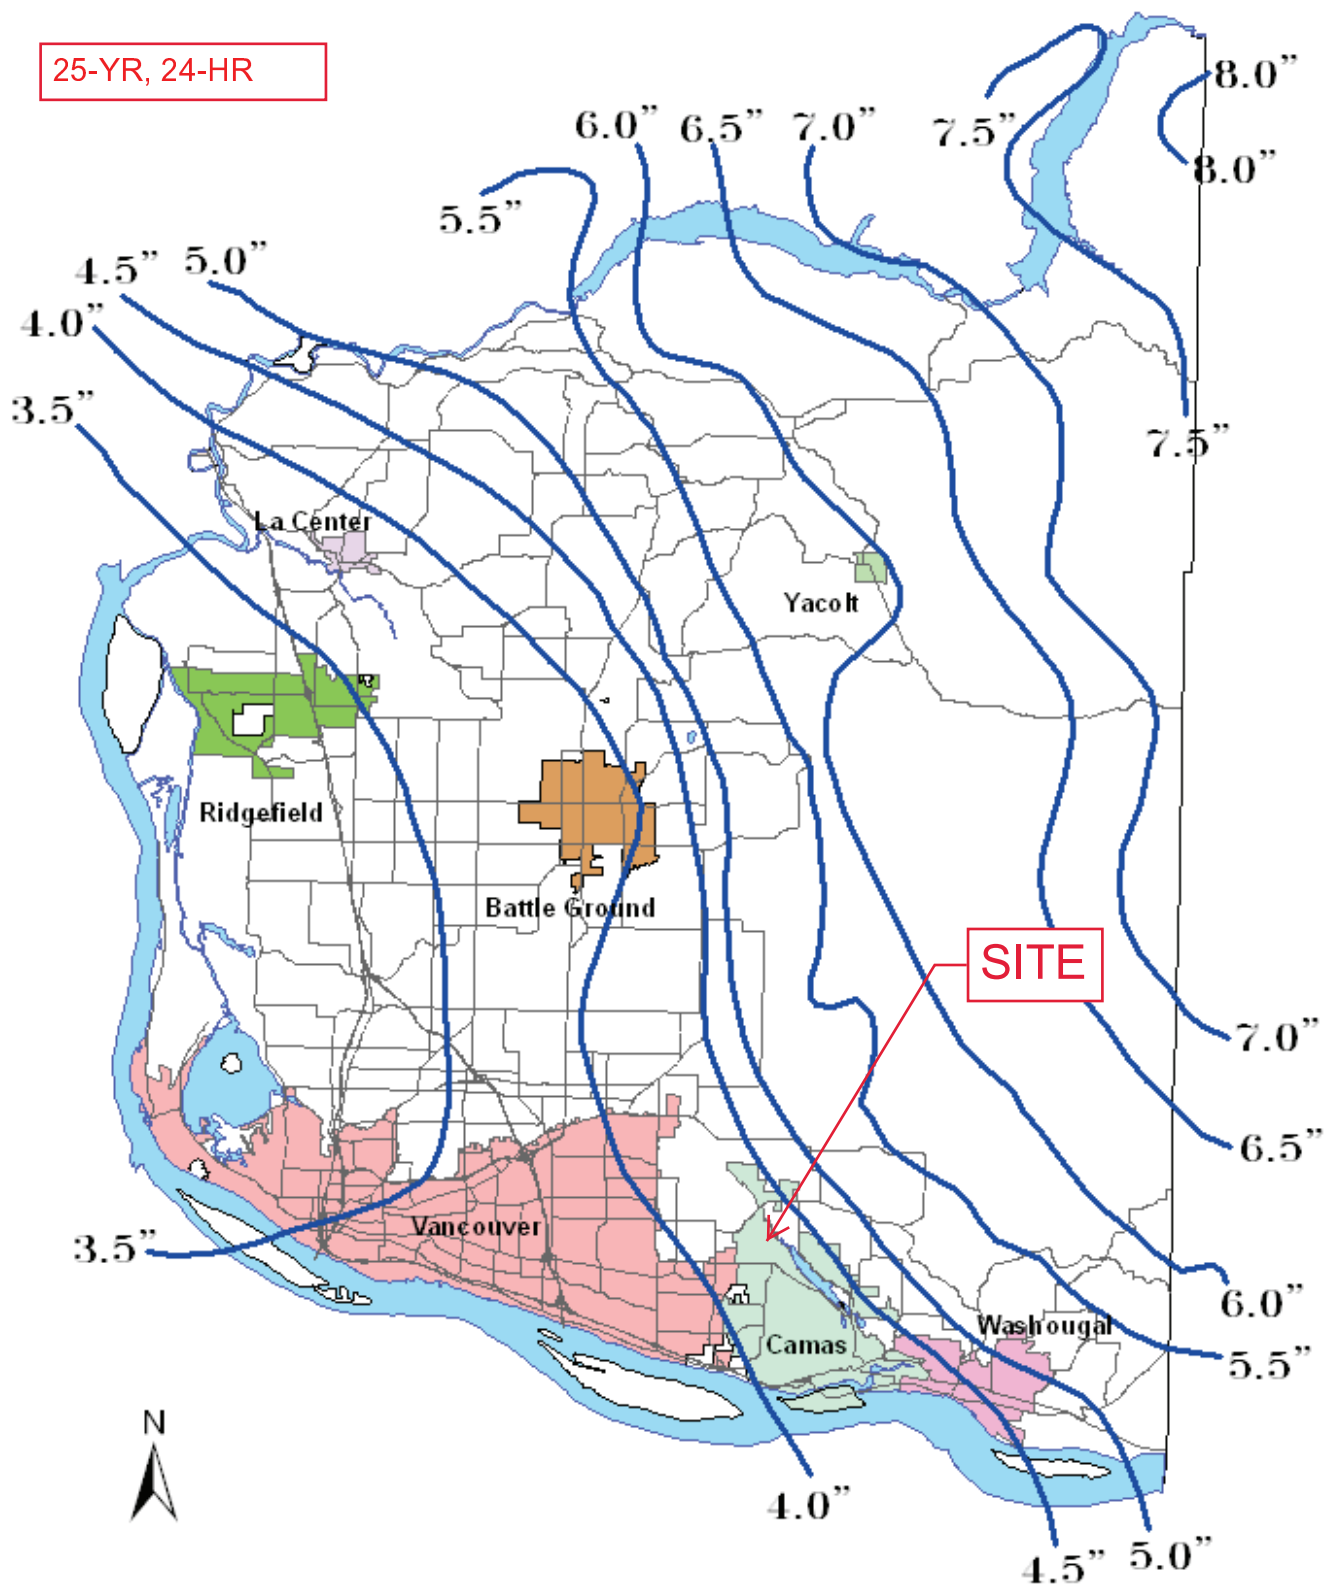 25-YR, 24-HR
8.0”
6.0”
6.5”
7.0”
7.5”
8.0”
5.5”
4.5”
5.0”
4.0”
3.5”
7.5”
La Center
Yacolt
Ridgefield
Battle Ground
SITE
7.0”
6.5”
Vancouver
3.5”
6.0”
Washougal
Camas
5.5”
N
4.0”
4.5”
5.0”